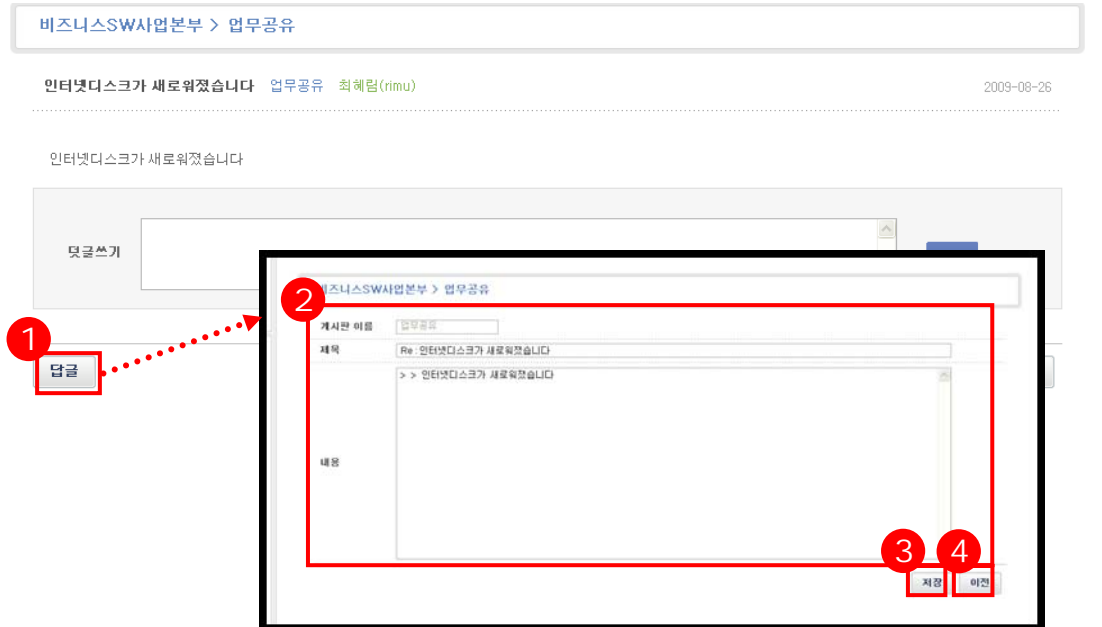 비즈니스SW사업본부 > 업무공유
인터넷디스크가 새로워졌습니다 업무공유 최혜림(rimu) 2009-08-26
인터넷디스크가 새로워졌습니다
덧글쓰기
1
답글
2
비즈니스SW사업본부 > 업무공유
게시판 이름 업무공유
제목 Re : 인터넷디스크가 새로워졌습니다
> > 인터넷디스크가 새로워졌습니다
내용
3 4
저장 이전